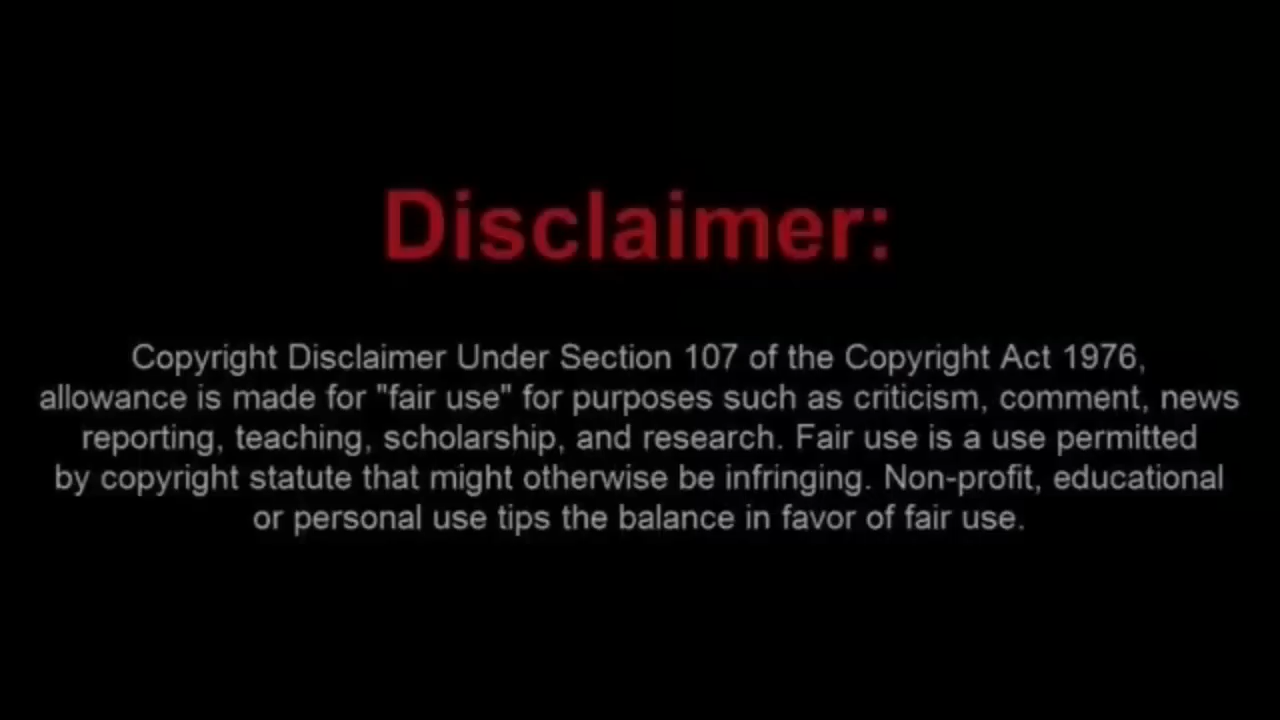 Disclaimer:
Copyright Disclaimer Under Section 107 of the Copyright Act 1976,
allowance is made for "fair use" for purposes such as criticism, comment, news
reporting, teaching, scholarship, and research. Fair use is a use permitted
by copyright statute that might otherwise be infringing. Non-profit, educational
or personal use tips the balance in favor of fair use.